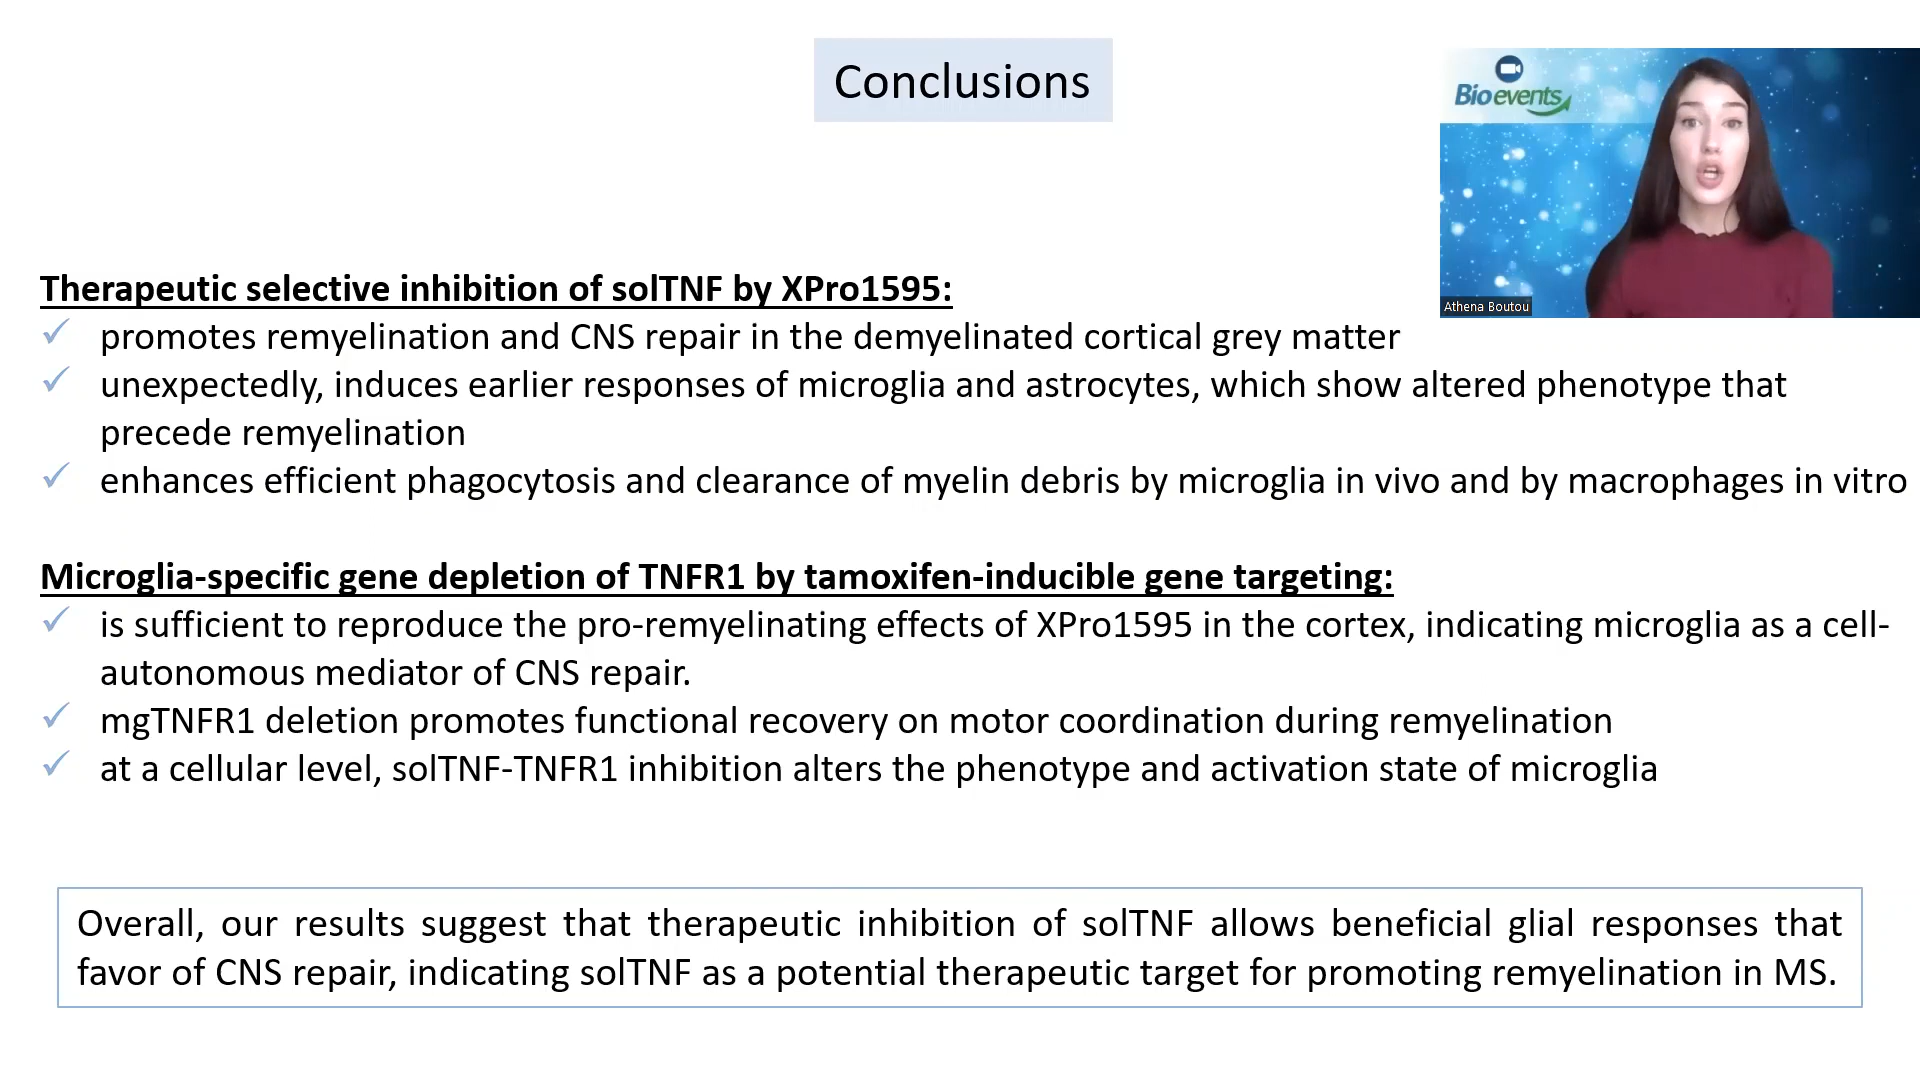 Conclusions
Bioevents
Athena Boutou
Therapeutic selective inhibition of solTNF by XPro1595:
✓ promotes remyelination and CNS repair in the demyelinated cortical grey matter
✓ unexpectedly, induces earlier responses of microglia and astrocytes, which show altered phenotype that
precede remyelination
✓ enhances efficient phagocytosis and clearance of myelin debris by microglia in vivo and by macrophages in vitro
Microglia-specific gene depletion of TNFR1 by tamoxifen-inducible gene targeting:
✓ is sufficient to reproduce the pro-remyelinating effects of XPro1595 in the cortex, indicating microglia as a cell-
autonomous mediator of CNS repair.
✓ mgTNFR1 deletion promotes functional recovery on motor coordination during remyelination
✓ at a cellular level, solTNF-TNFR1 inhibition alters the phenotype and activation state of microglia
Overall, our results suggest that therapeutic inhibition of solTNF allows beneficial glial responses that
favor of CNS repair, indicating solTNF as a potential therapeutic target for promoting remyelination in MS.